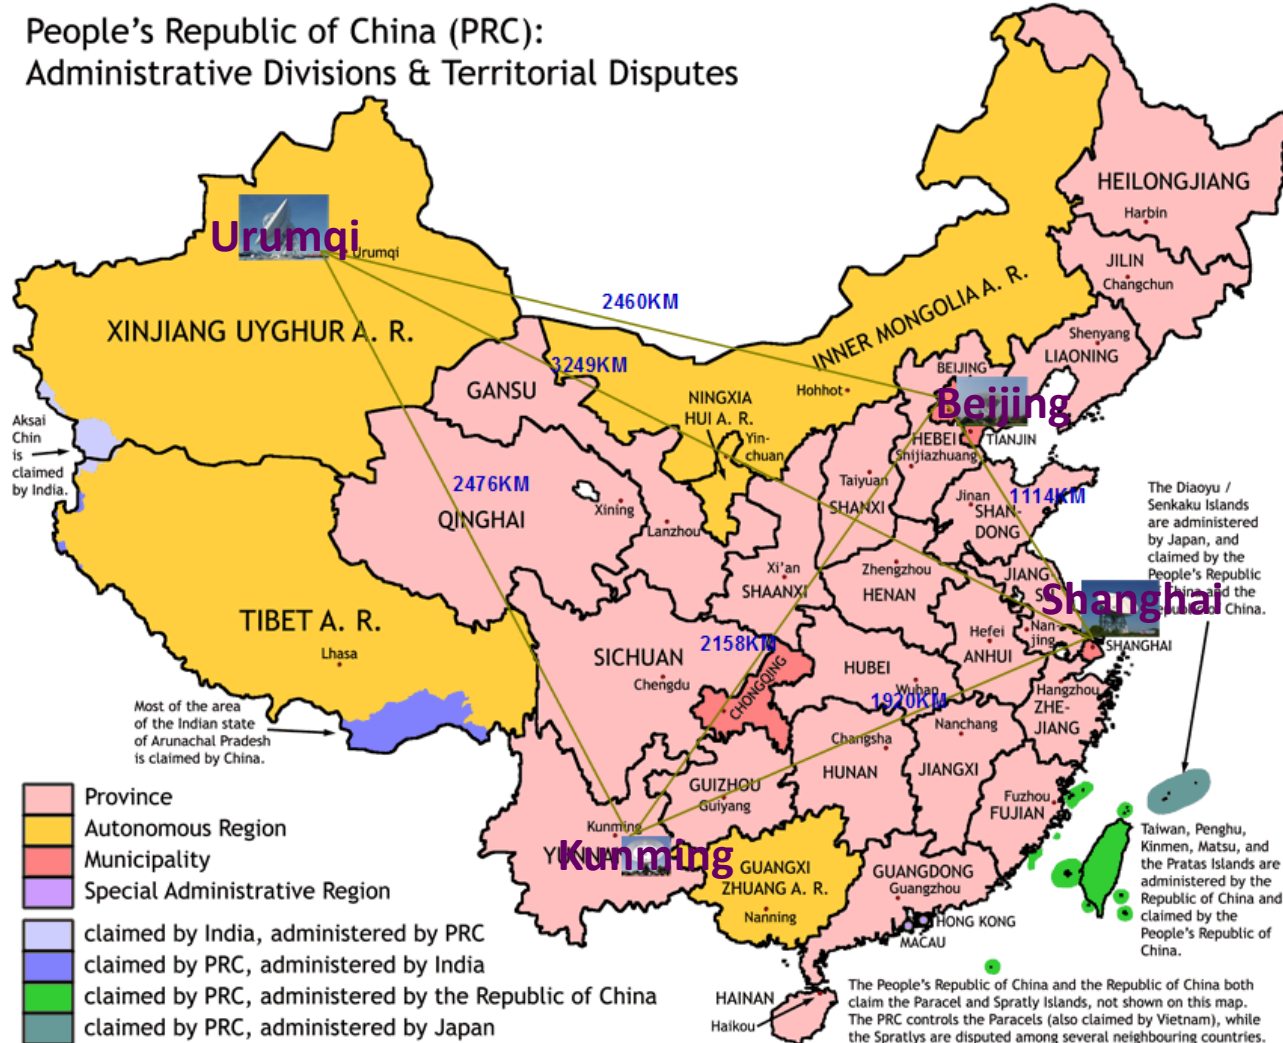 People's Republic of China (PRC):
Administrative Divisions & Territorial Disputes
HEILONGJIANG
Harbin
Urumqi
Urumqi
JILIN
Changchun
2460KM
INNER MONGOLIA A. R.
XINJIANG UYGHUR A. R.
Shenyang
LIAONING
3249KM
BEIJING
GANSU
Hohhot
NINGXIA
HUI A. R.
Beijing
Aksai
Chin
is
claimed
by India.
Yin-
chuan
HEBEI
TIANJIN
Shijiazhuang
Taiyuan
2476KM
1114KM
Jinan
SHAN-
DONG
SHANXI
QINGHAI
Xining
Lanzhou
The Diaoyu /
Senkaku Islands
are administered
by Japan, and
claimed by the
People's Republic
of China and the
Republic of China.
Xi'an
SHAANXI
Zhengzhou
HENAN
JIANG-
SU
Shanghai
TIBET A. R.
Lhasa
Hefei
ANHUI
Nan-
jing
SHANGHAI
2158KM
SICHUAN
Chengdu
CHONGQING
HUBEI
Wuhan
1920KM
Hangzhou
ZHE-
JIANG
Most of the area
of the Indian state
of Arunachal Pradesh
is claimed by China.
Changsha
HUNAN
Nanchang
JIANGXI
GUIZHOU
Guiyang
Fuzhou
FUJIAN
Kunming
Kunming
YUNNAN
GUANGXI
ZHUANG A. R.
Nanning
GUANGDONG
Guangzhou
HONG KONG
MACAU
Taiwan, Penghu,
Kinmen, Matsu, and
the Pratas Islands are
administered by the
Republic of China and
claimed by the
People's Republic of
China.
Province
Autonomous Region
Municipality
Special Administrative Region
claimed by India, administered by PRC
claimed by PRC, administered by India
claimed by PRC, administered by the Republic of China
claimed by PRC, administered by Japan
HAINAN
Haikou
The People's Republic of China and the Republic of China both
claim the Paracel and Spratly Islands, not shown on this map.
The PRC controls the Paracels (also claimed by Vietnam), while
the Spratlys are disputed among several neighbouring countries.